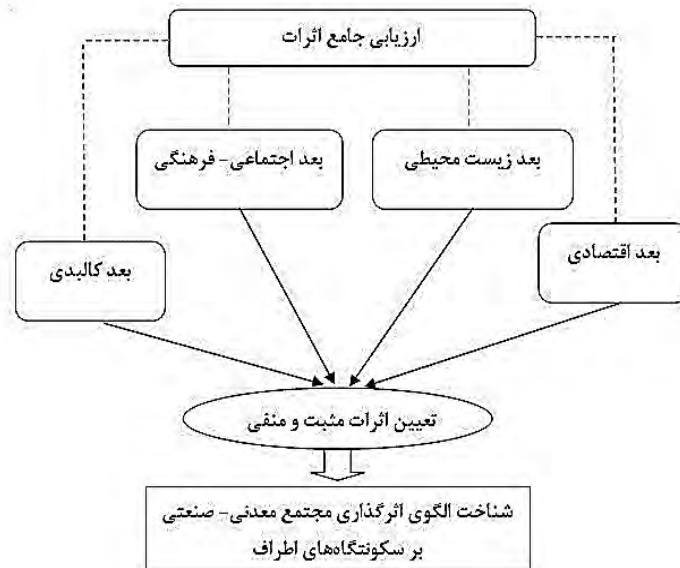 ارزیابی جامع اثرات
بعد زیست محیطی
بعد اجتماعی- فرهنگی
بعد اقتصادی
بعد کالبدی
تعیین اثرات مثبت و منفی
شناخت الگوی اثرگذاری مجتمع معدنی- صنعتی
بر سکونتگاه‌های اطراف